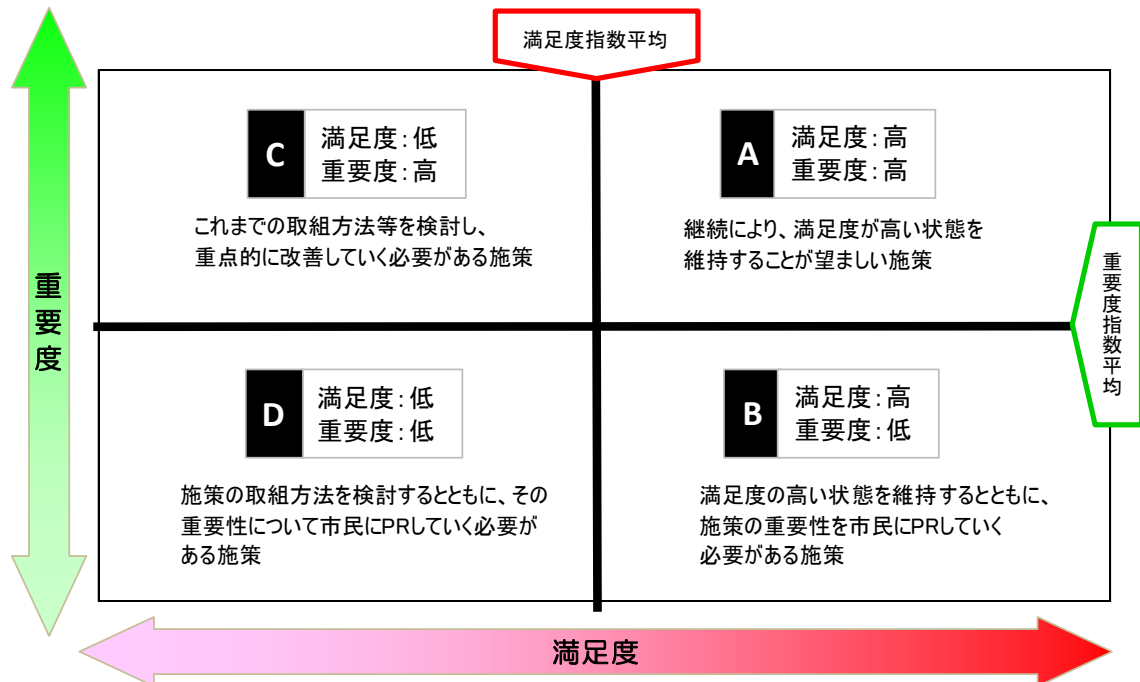 満足度指数平均
C
満足度：低
重要度：高
これまでの取組方法等を検討し、
重点的に改善していく必要がある施策
A
満足度：高
重要度：高
継続により、満足度が高い状態を
維持することが望ましい施策
重要度
重要度指数平均
D
満足度：低
重要度：低
施策の取組方法を検討するとともに、その
重要性について市民にPRしていく必要が
ある施策
B
満足度：高
重要度：低
満足度の高い状態を維持するとともに、
施策の重要性を市民にPRしていく
必要がある施策
満足度